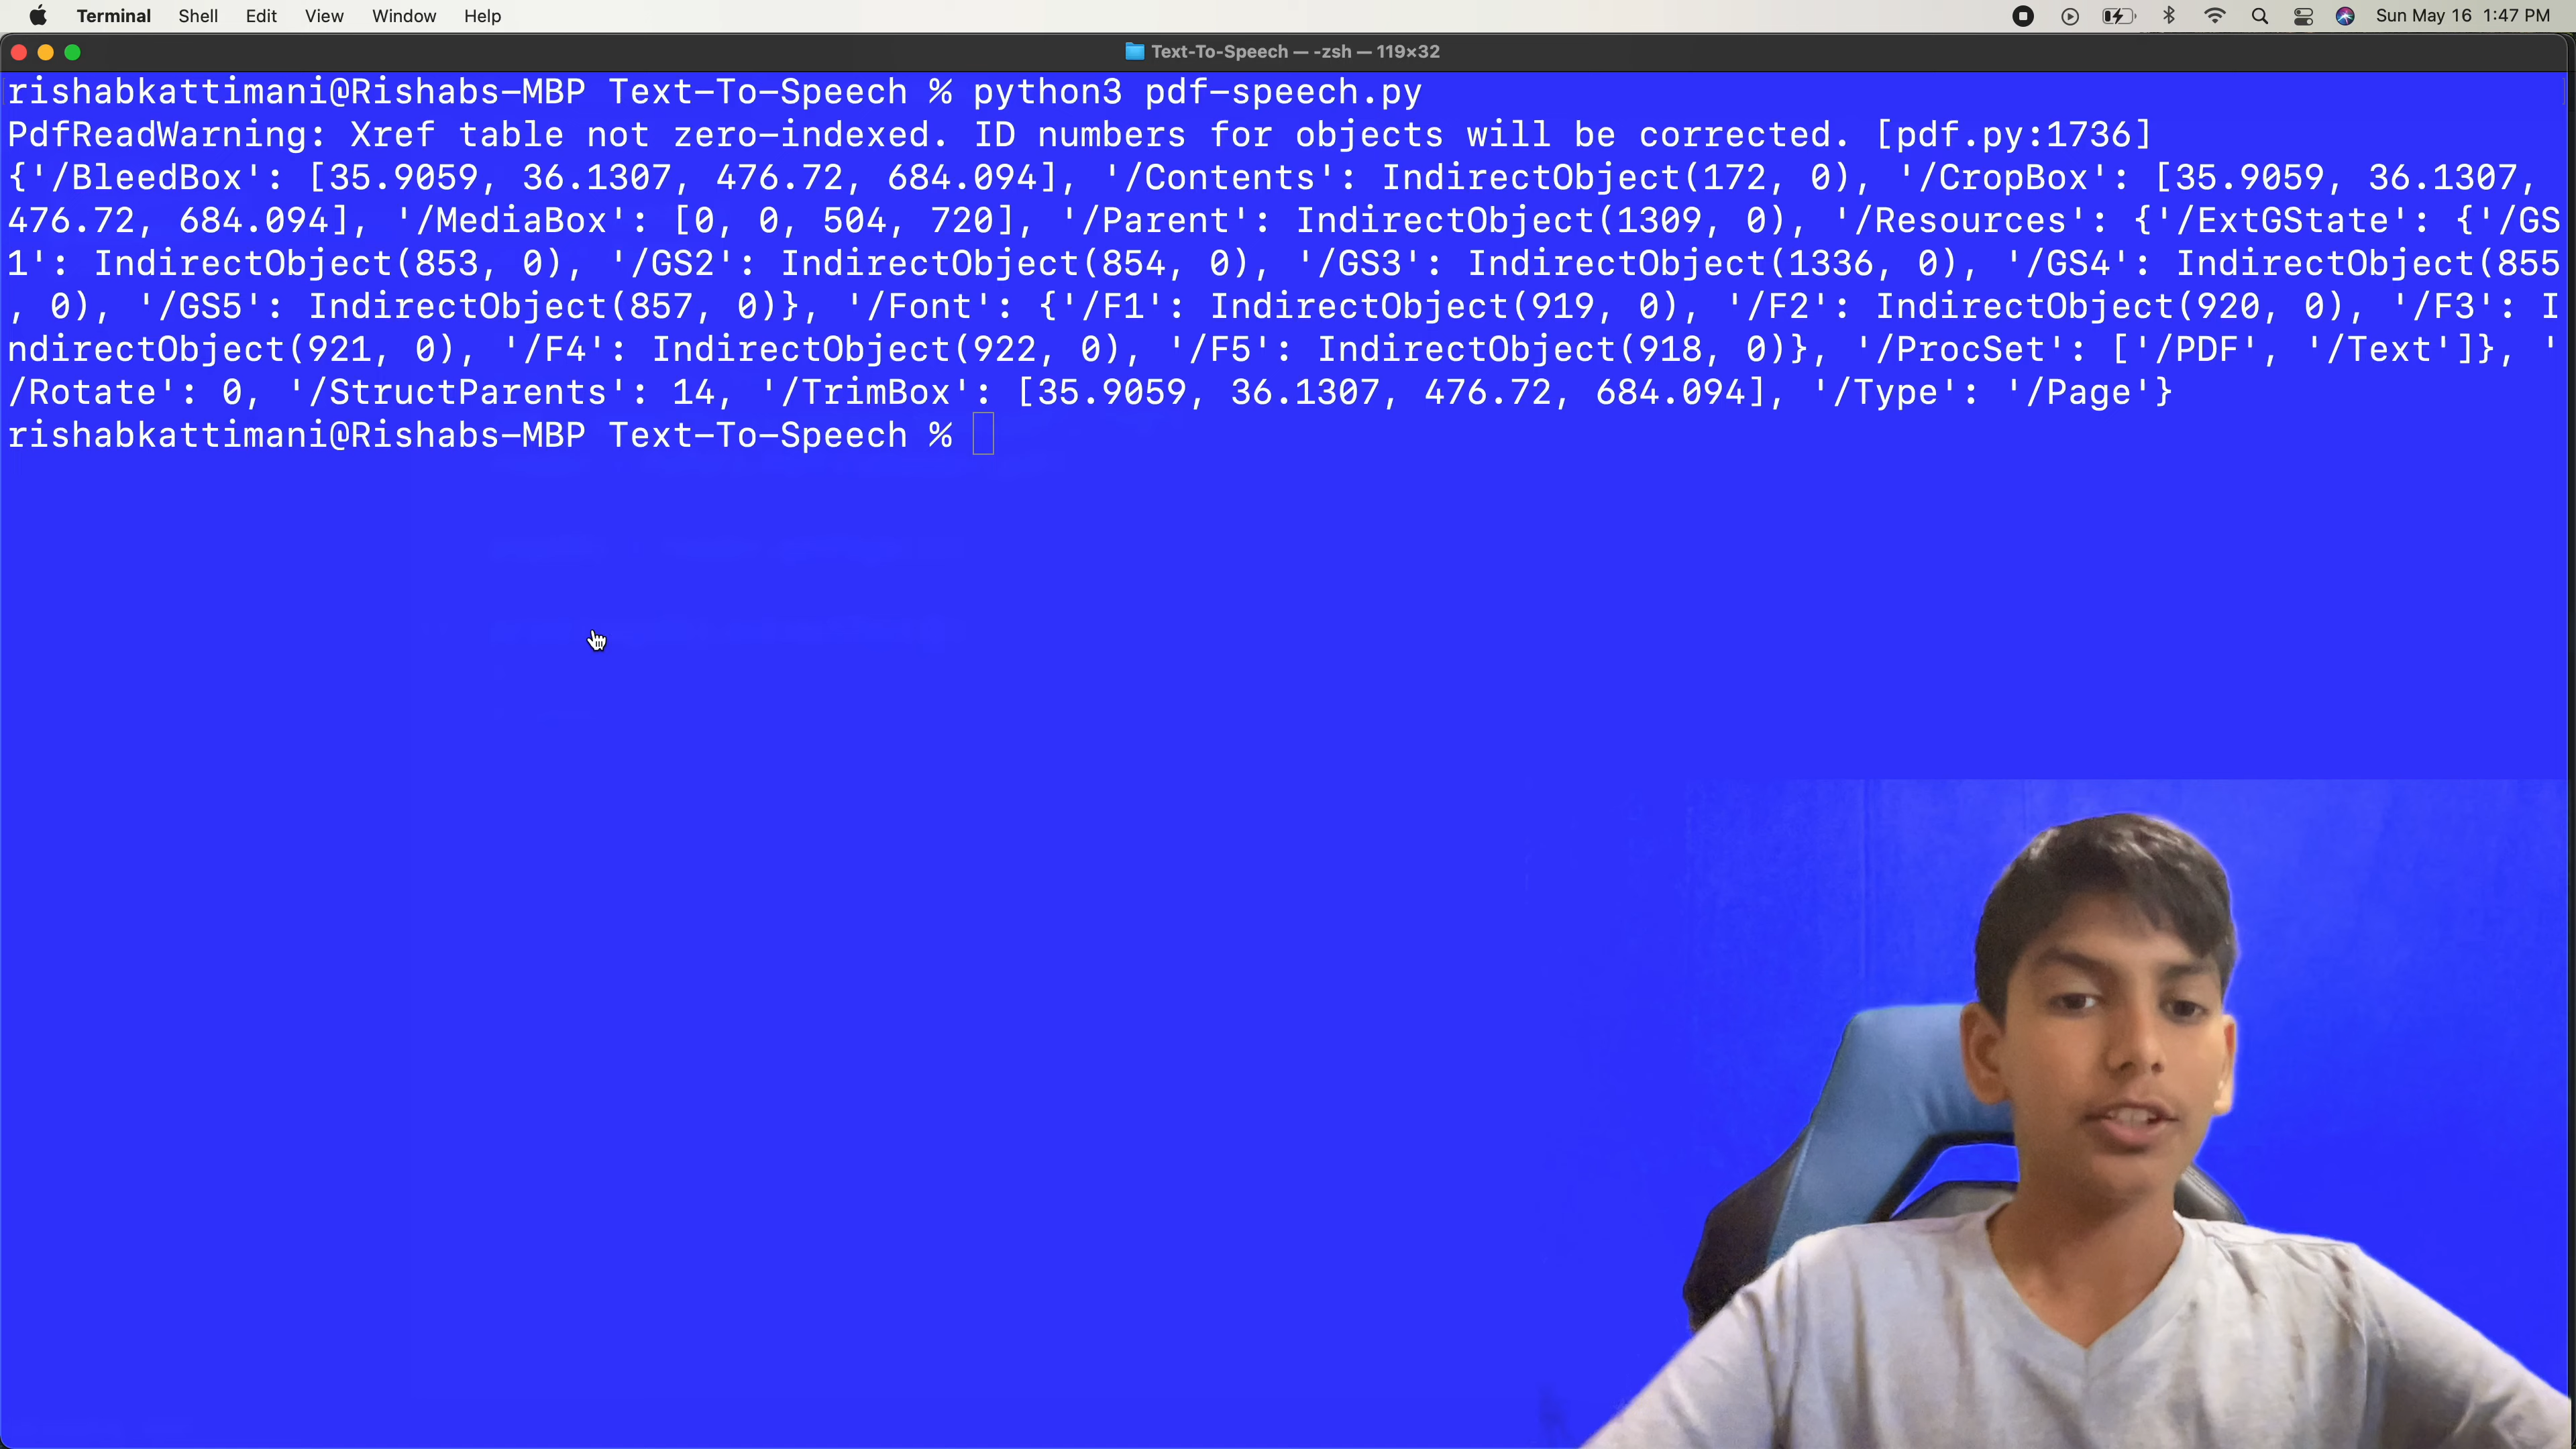 Terminal Shell Edit View Window Help Sun May 16 1:47 PM
Text-To-Speech — -zsh — 119×32
rishabkattimani@Rishabs-MBP Text-To-Speech % python3 pdf-speech.py
PdfReadWarning: Xref table not zero-indexed. ID numbers for objects will be corrected. [pdf.py:1736]
{'/BleedBox': [35.9059, 36.1307, 476.72, 684.094], '/Contents': IndirectObject(172, 0), '/CropBox': [35.9059, 36.1307,
476.72, 684.094], '/MediaBox': [0, 0, 504, 720], '/Parent': IndirectObject(1309, 0), '/Resources': {'/ExtGState': {'/GS
1': IndirectObject(853, 0), '/GS2': IndirectObject(854, 0), '/GS3': IndirectObject(1336, 0), '/GS4': IndirectObject(855
, 0), '/GS5': IndirectObject(857, 0)}, '/Font': {'/F1': IndirectObject(919, 0), '/F2': IndirectObject(920, 0), '/F3': I
ndirectObject(921, 0), '/F4': IndirectObject(922, 0), '/F5': IndirectObject(918, 0)}, '/ProcSet': ['/PDF', '/Text']}, '
/Rotate': 0, '/StructParents': 14, '/TrimBox': [35.9059, 36.1307, 476.72, 684.094], '/Type': '/Page'}
rishabkattimani@Rishabs-MBP Text-To-Speech %